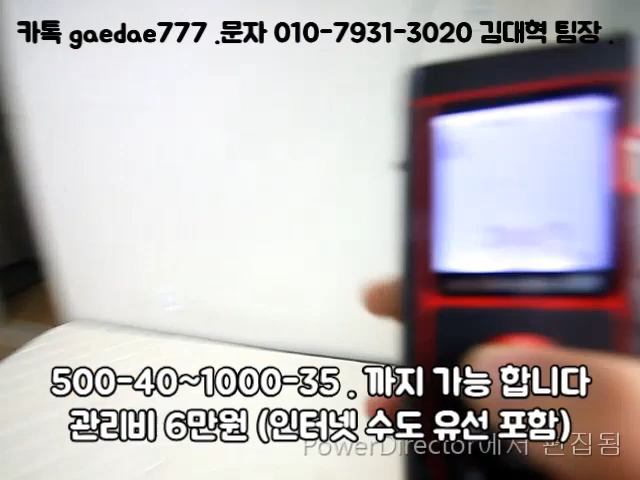 카톡 gaedae777 .문자 010-7931-3020 김대혁 팀장 .
500-40~1000-35 . 까지 가능 합니다
관리비 6만원 (인터넷 수도 유선 포함)
PowerDirector에서 편집됨